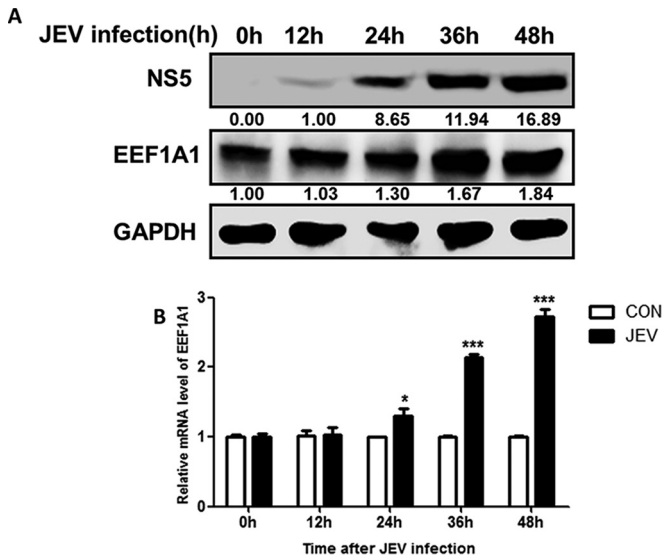 A
JEV infection(h) 0h 12h 24h 36h 48h
NS5
0.00 1.00 8.65 11.94 16.89
EEF1A1
1.00 1.03 1.30 1.67 1.84
GAPDH
B
Relative mRNA level of EEF1A1
3
2
1
0
* *** ***
CON
JEV
0h 12h 24h 36h 48h
Time after JEV infection